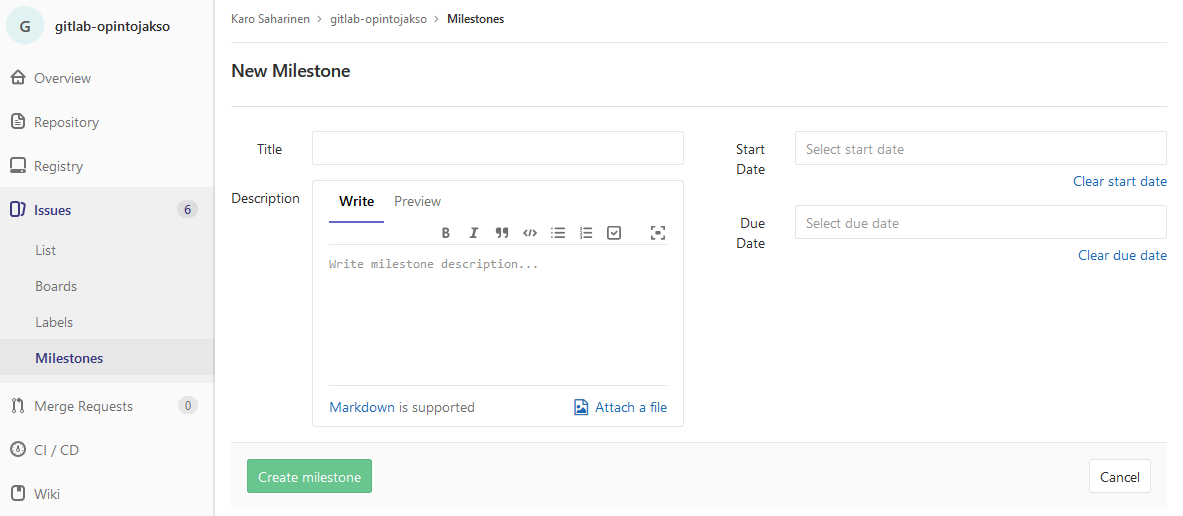 G gitlab-opintojakso
Overview
Repository
Registry
Issues 6
List
Boards
Labels
Milestones
Merge Requests 0
CI / CD
Wiki
Karo Saharinen > gitlab-opintojakso > Milestones
New Milestone
Title
Description
Write Preview
Write milestone description...
Markdown is supported Attach a file
Start
Date
Select start date
Clear start date
Due
Date
Select due date
Clear due date
Create milestone
Cancel